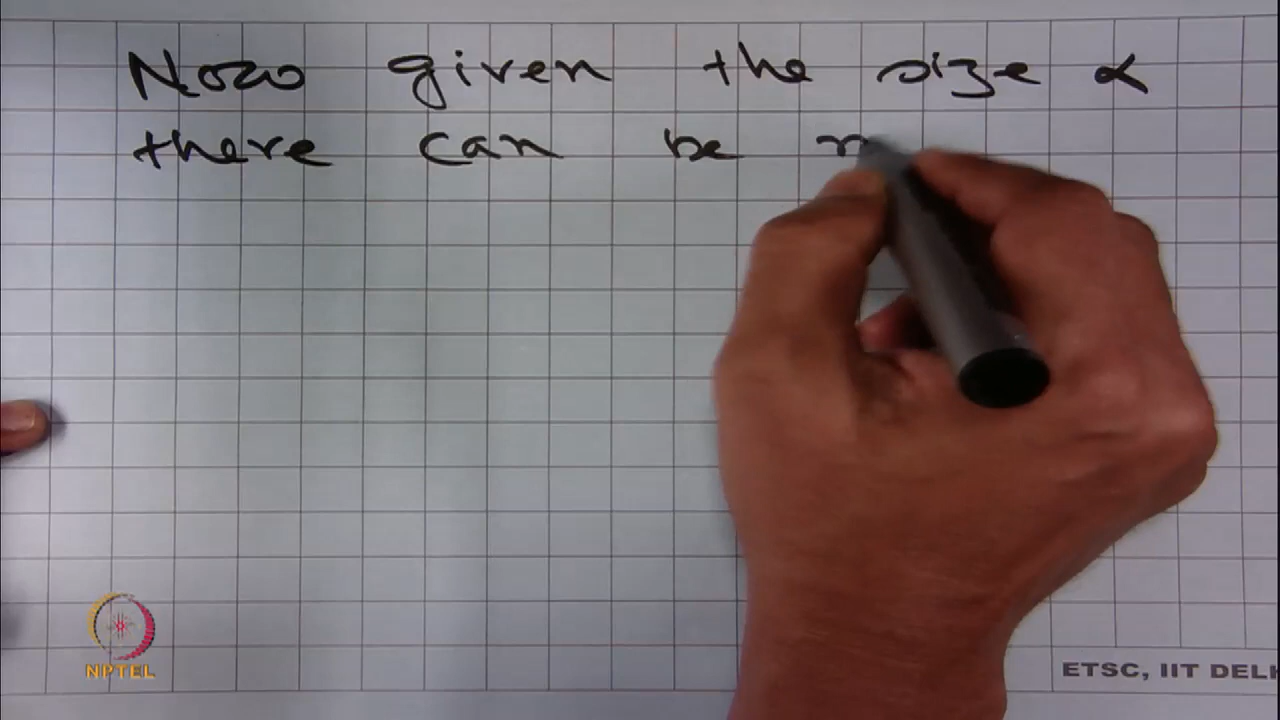 Now given the size α
there can be
NPTEL
ETSC, IIT DELH